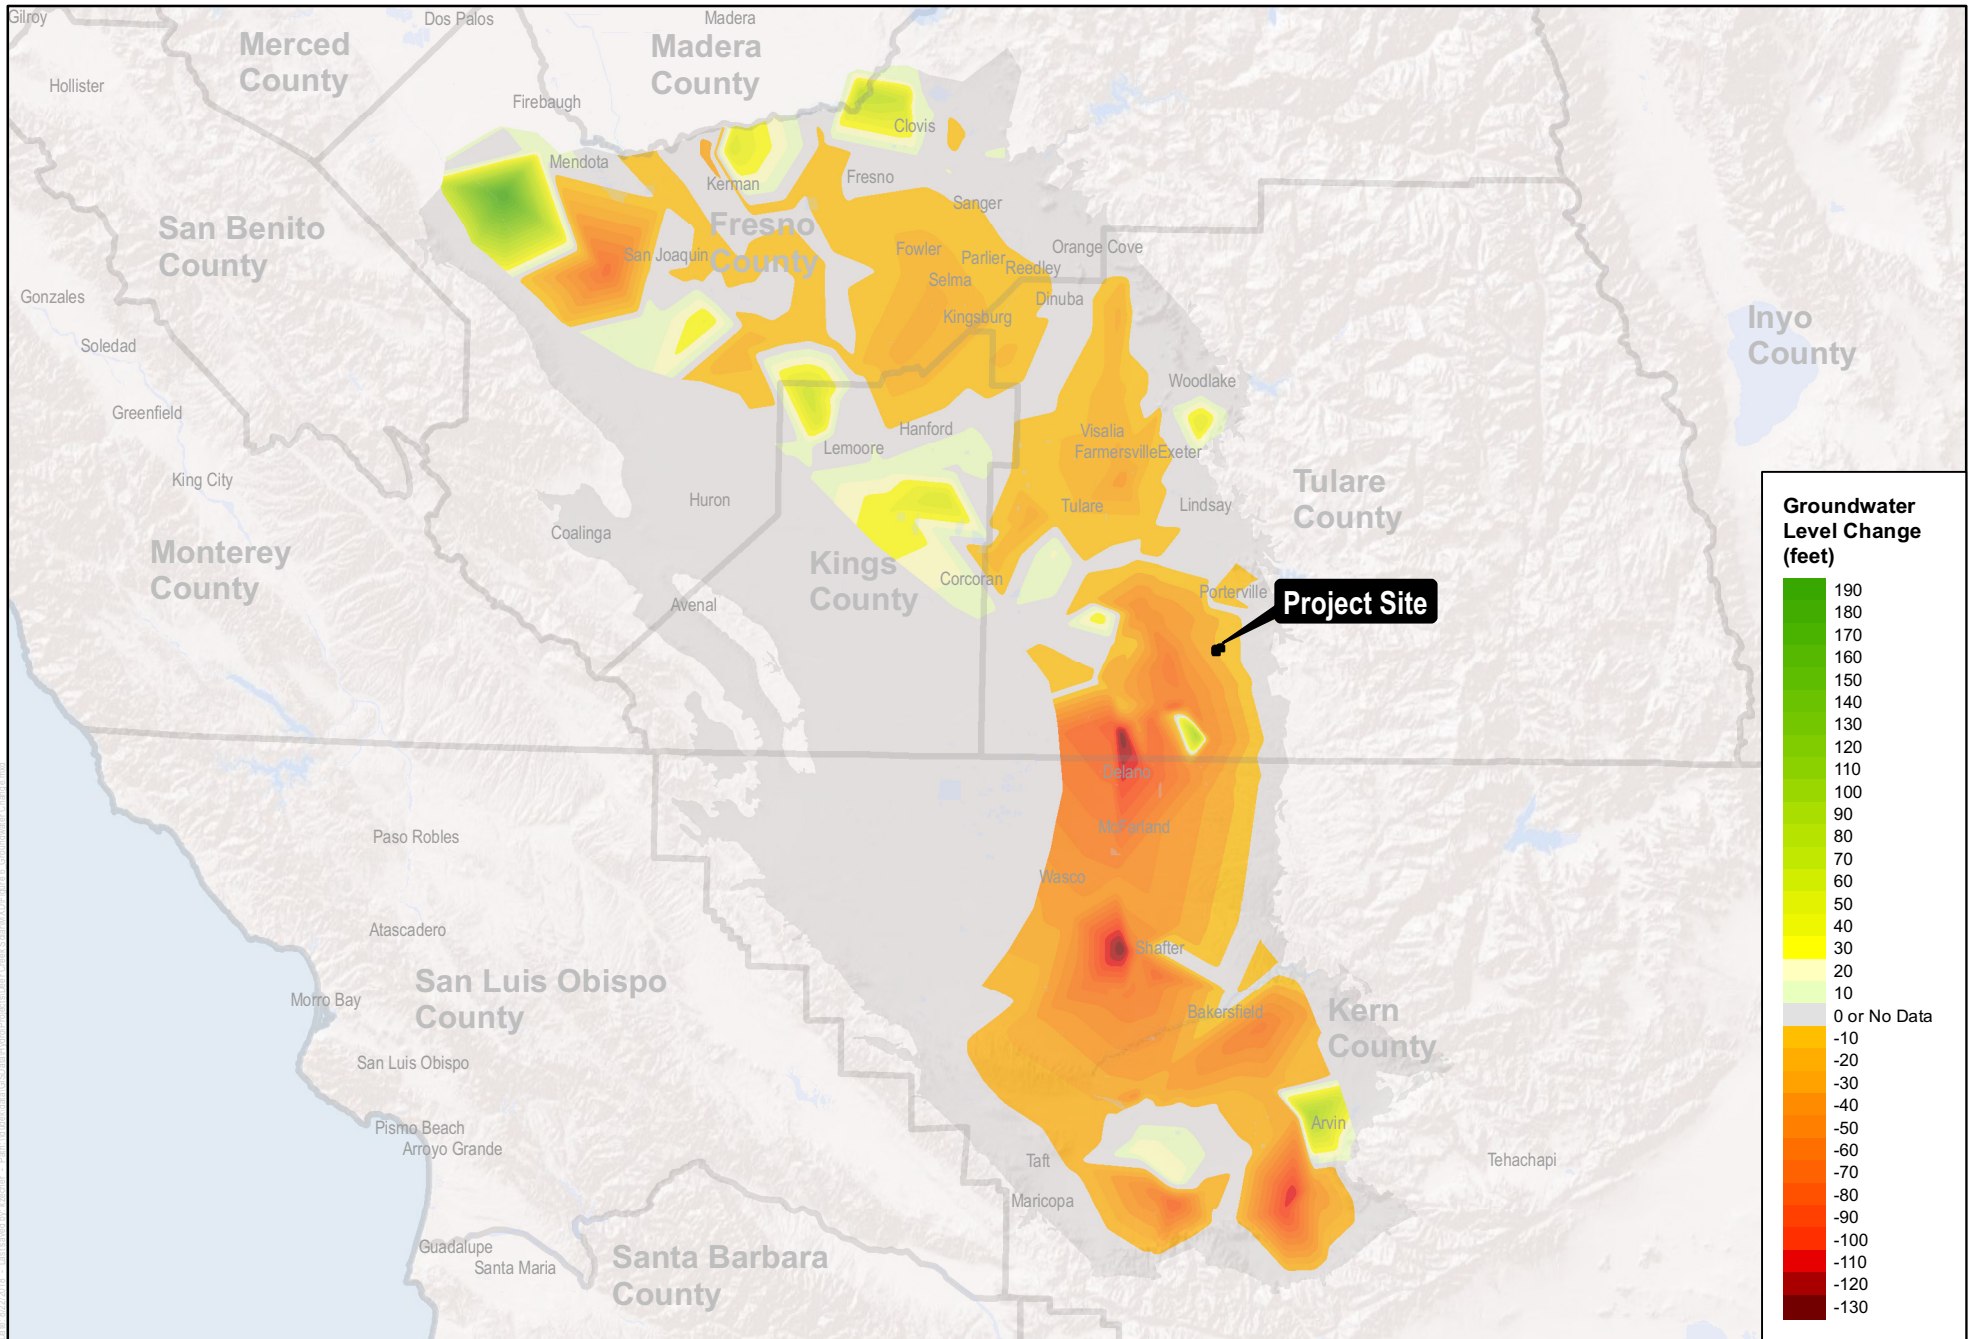 Gilroy
Dos Palos
Madera
Merced
County
Madera
County
Hollister
Firebaugh
Clovis
Mendota
Kerman
Fresno
Sanger
San Benito
County
Fresno
County
San Joaquin
Fowler
Parlier
Reedley
Orange Cove
Selma
Dinuba
Kingsburg
Gonzales
Soledad
Inyo
County
Woodlake
Greenfield
Hanford
Lemoore
Visalia
Farmersville
Exeter
King City
Huron
Tulare
Lindsay
Tulare
County
Coalinga
Monterey
County
Kings
County
Corcoran
Avenal
Porterville
Project Site
Delano
McFarland
Paso Robles
Wasco
Atascadero
Shafter
San Luis Obispo
County
Morro Bay
Bakersfield
Kern
County
San Luis Obispo
Pismo Beach
Arroyo Grande
Arvin
Taft
Tehachapi
Maricopa
Guadalupe
Santa Maria
Santa Barbara
County
Groundwater
Level Change
(feet)
190
180
170
160
150
140
130
120
110
100
90
80
70
60
50
40
30
20
10
0 or No Data
-10
-20
-30
-40
-50
-60
-70
-80
-90
-100
-110
-120
-130